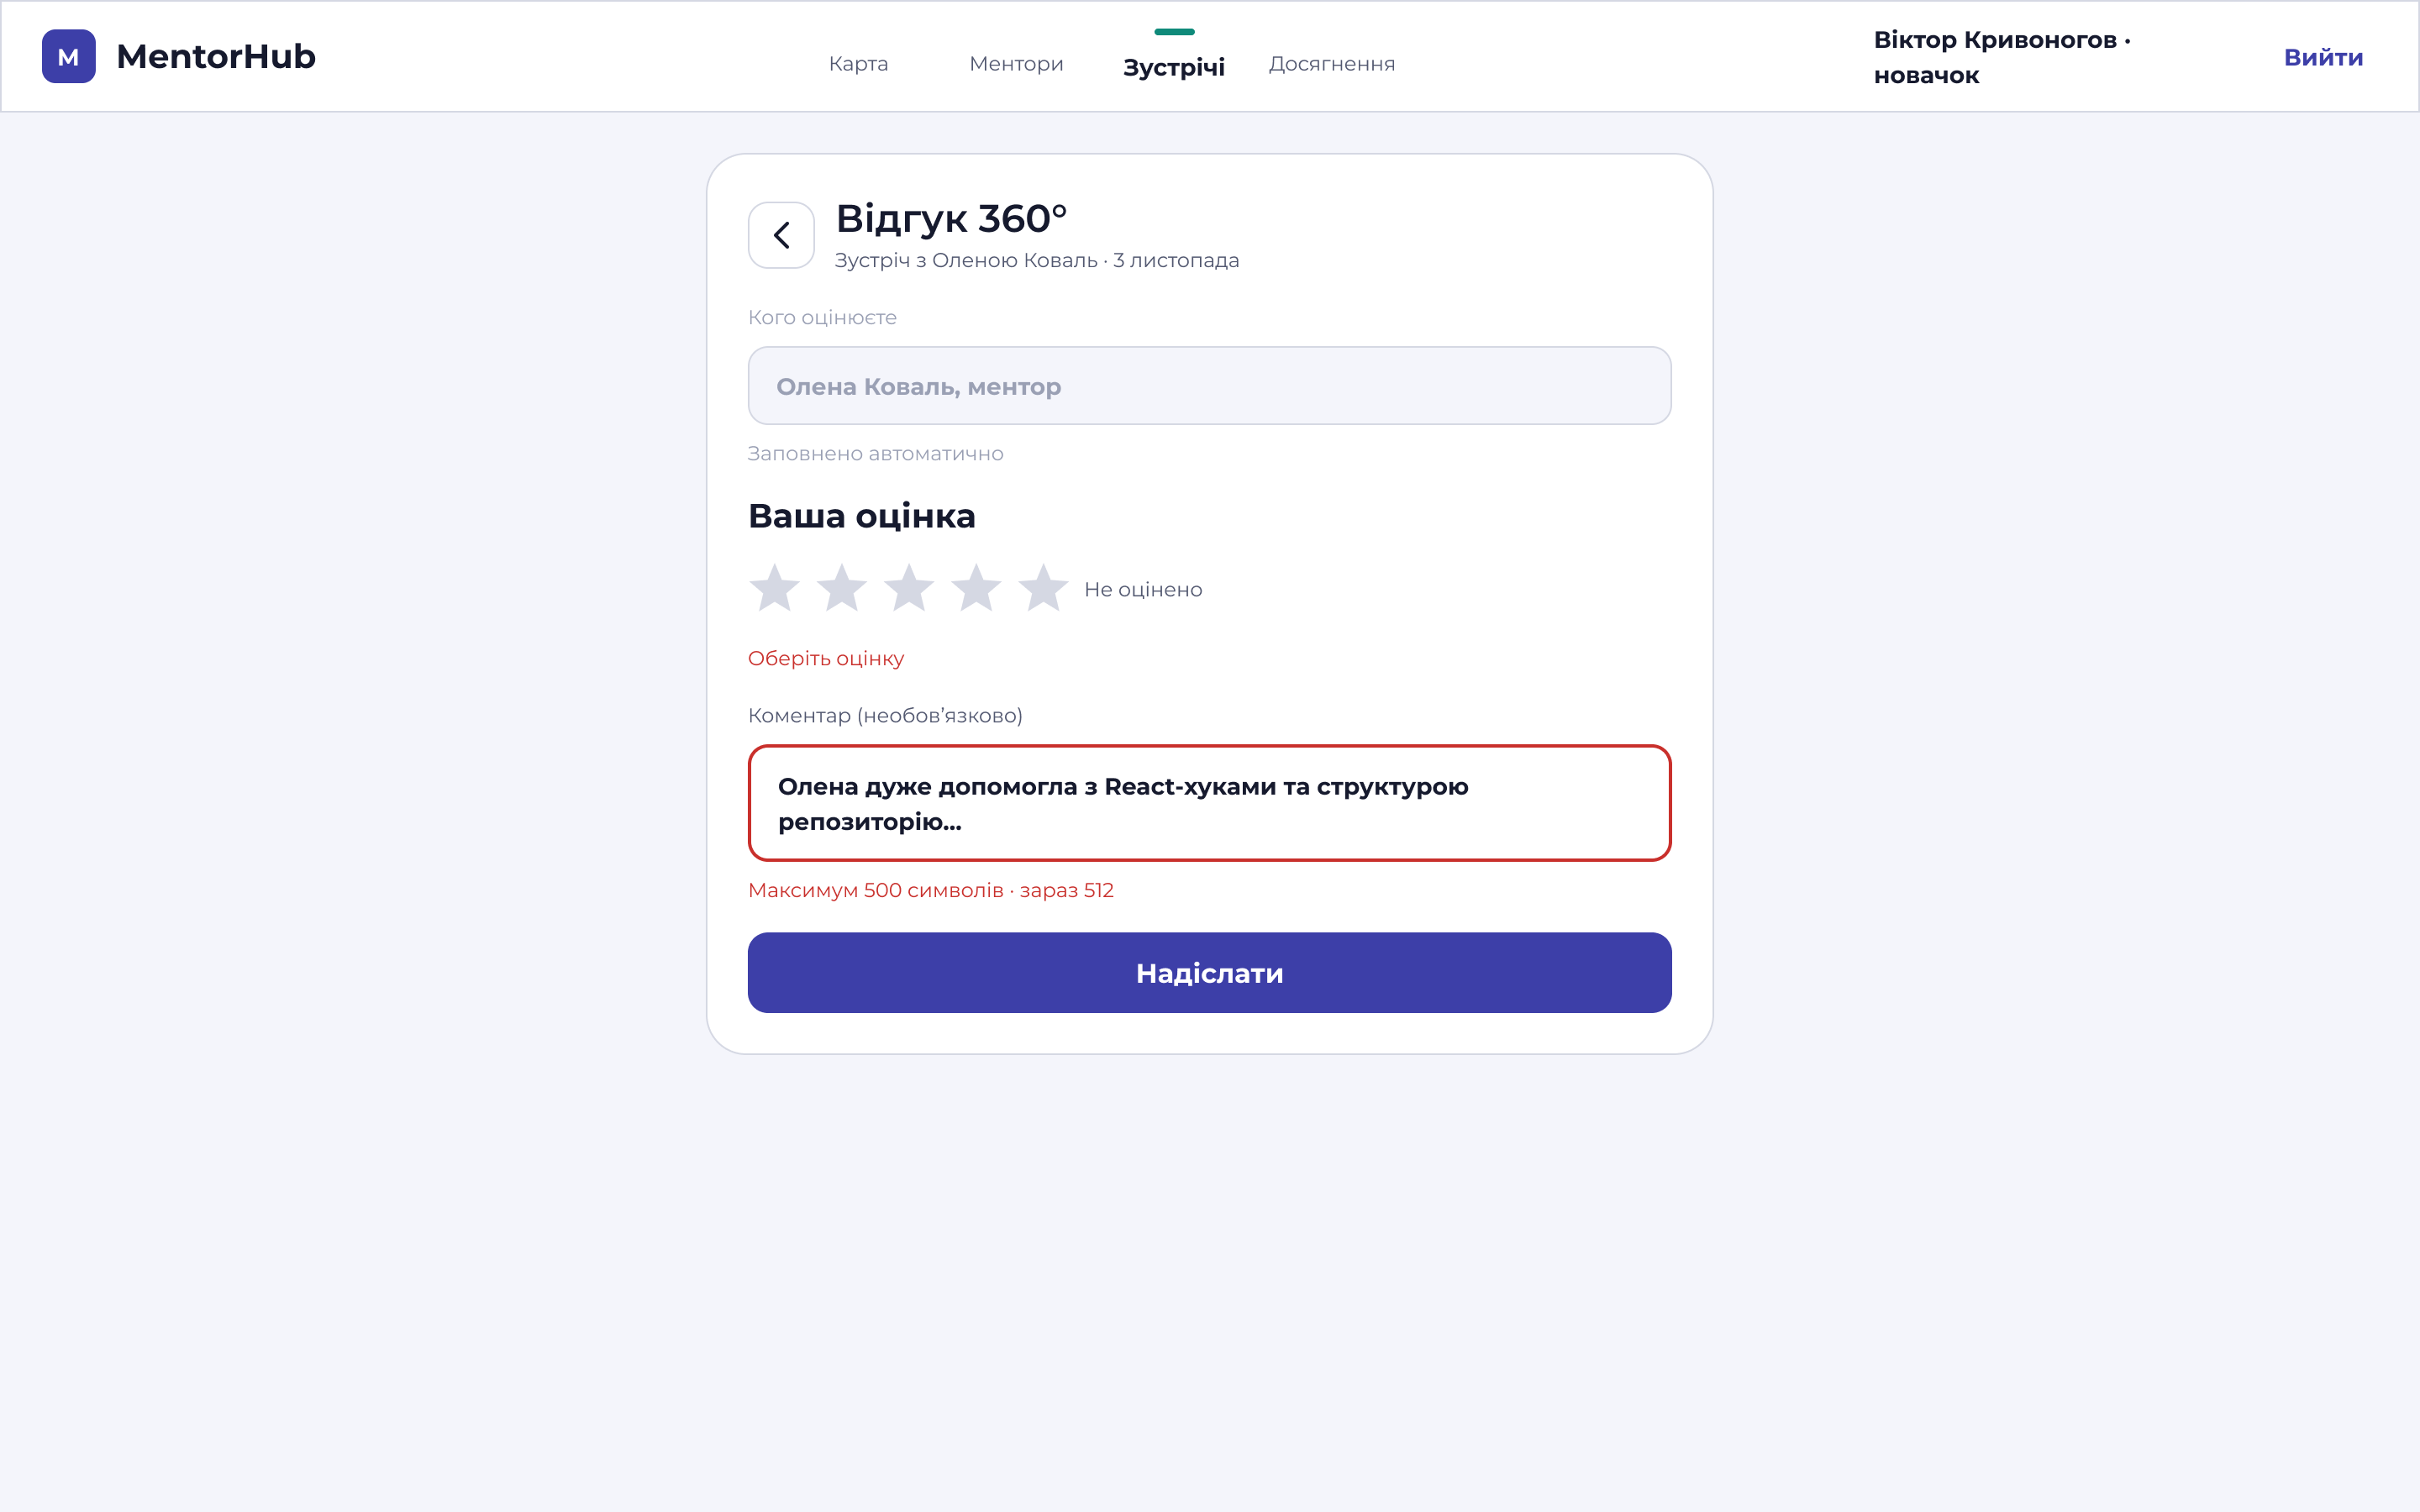 M
MentorHub
Карта
Ментори
Зустрічі
Досягнення
Віктор Кривоногов ·
новачок
Вийти
Відгук 360°
Зустріч з Оленою Коваль · 3 листопада
Кого оцінюєте
Олена Коваль, ментор
Заповнено автоматично
Ваша оцінка
Не оцінено
Оберіть оцінку
Коментар (необов’язково)
Олена дуже допомогла з React-хуками та структурою
репозиторію...
Максимум 500 символів · зараз 512
Надіслати